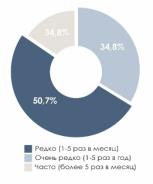 34,8%
34,8%
50,7%
Редко (1-5 раз в месяц)
Очень редко (1-5 раз в год)
Часто (более 5 раз в месяц)